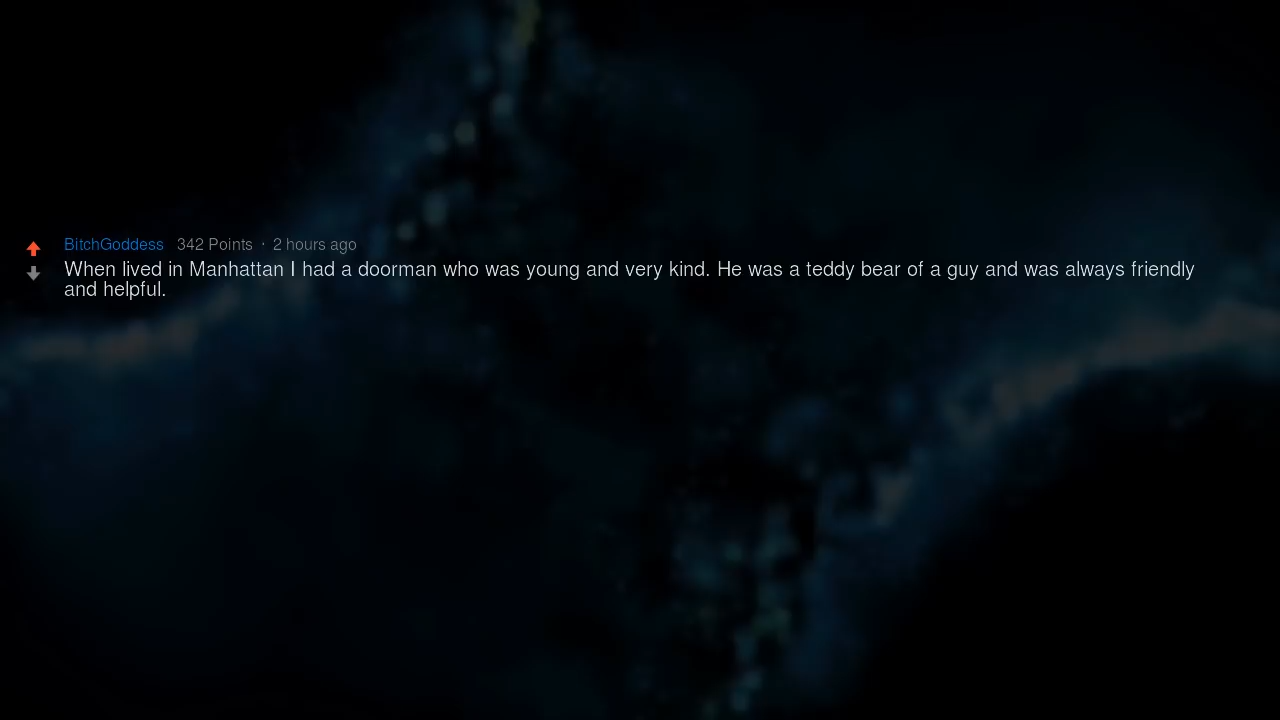 BitchGoddess 342 Points · 2 hours ago
When lived in Manhattan I had a doorman who was young and very kind. He was a teddy bear of a guy and was always friendly
and helpful.